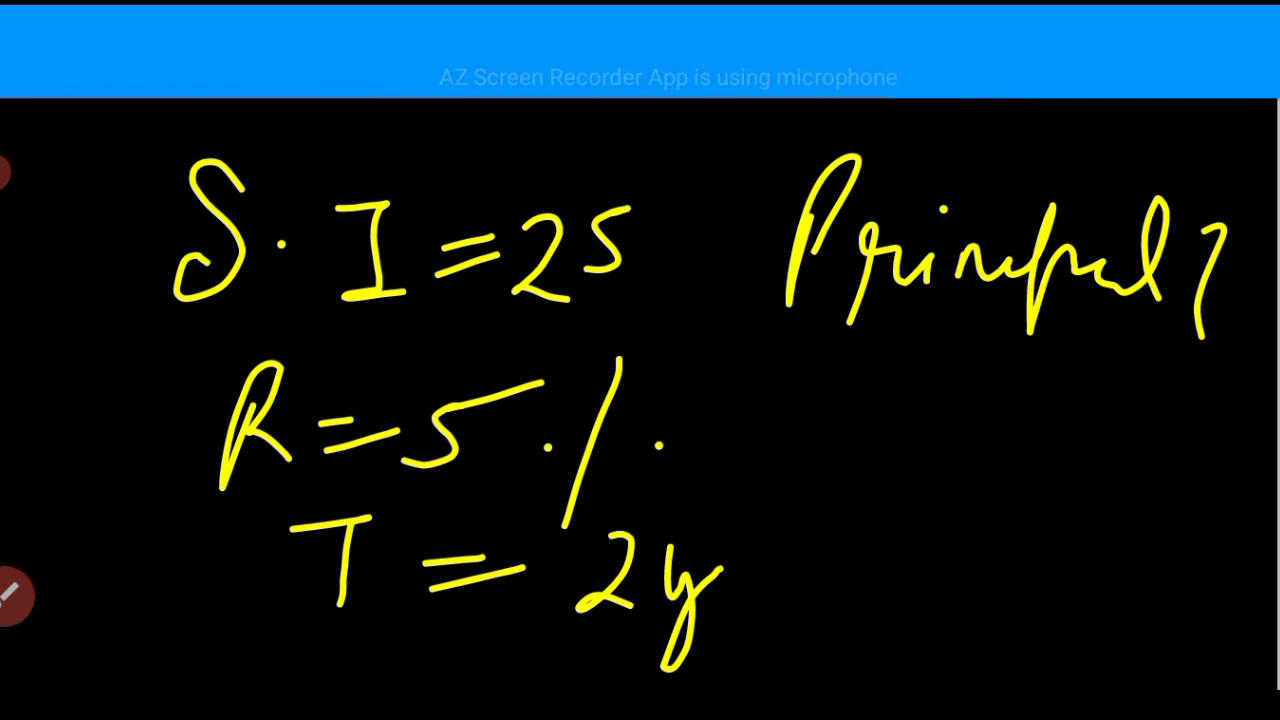 AZ Screen Recorder App is using microphone
S. I = 25 Principal?
R = 5 %.
T = 2y